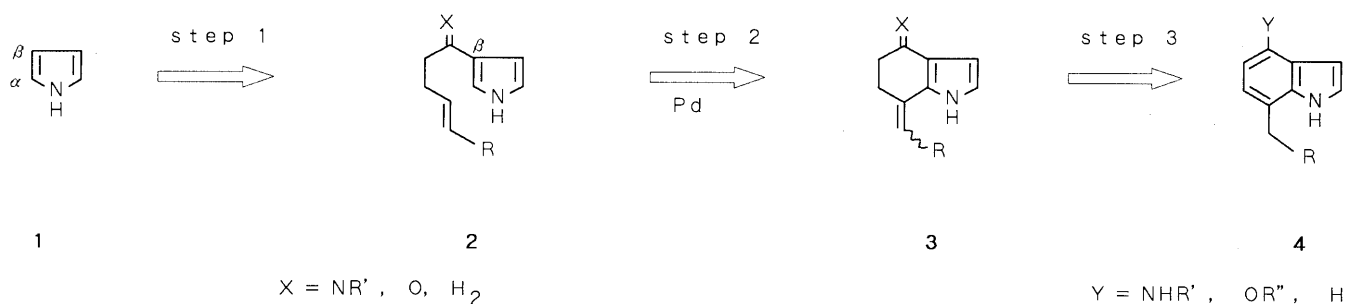 step 1
step 2
Pd
step 3
β
α
N
H
X
β
N
H
R
X
N
H
R
Y
N
H
R
1
2
3
4
X = NR', O, H2
Y = NHR', OR", H